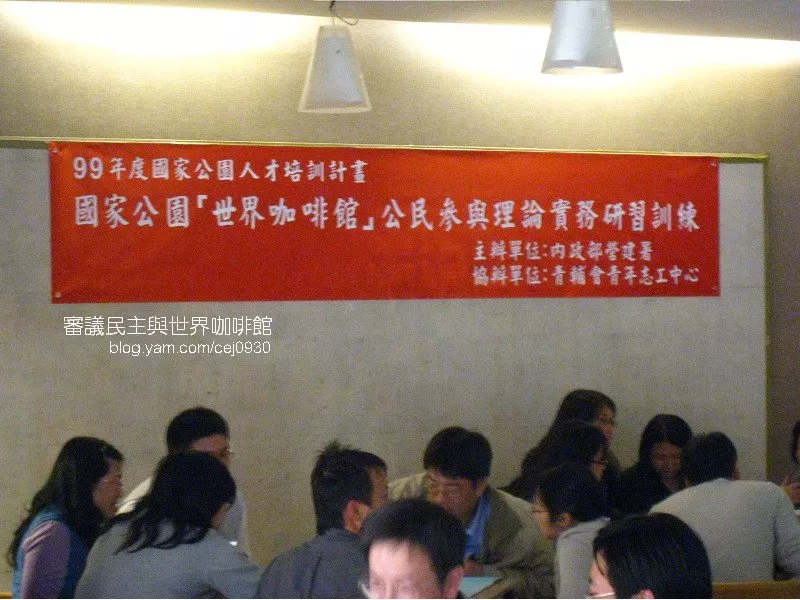 99年度國家公園人才培訓計畫
國家公園「世界咖啡館」公民參與理論實務研習訓練
主辦單位:內政部營建署
協辦單位:青輔會青年志工中心
審議民主與世界咖啡館
blog.yam.com/cej0930